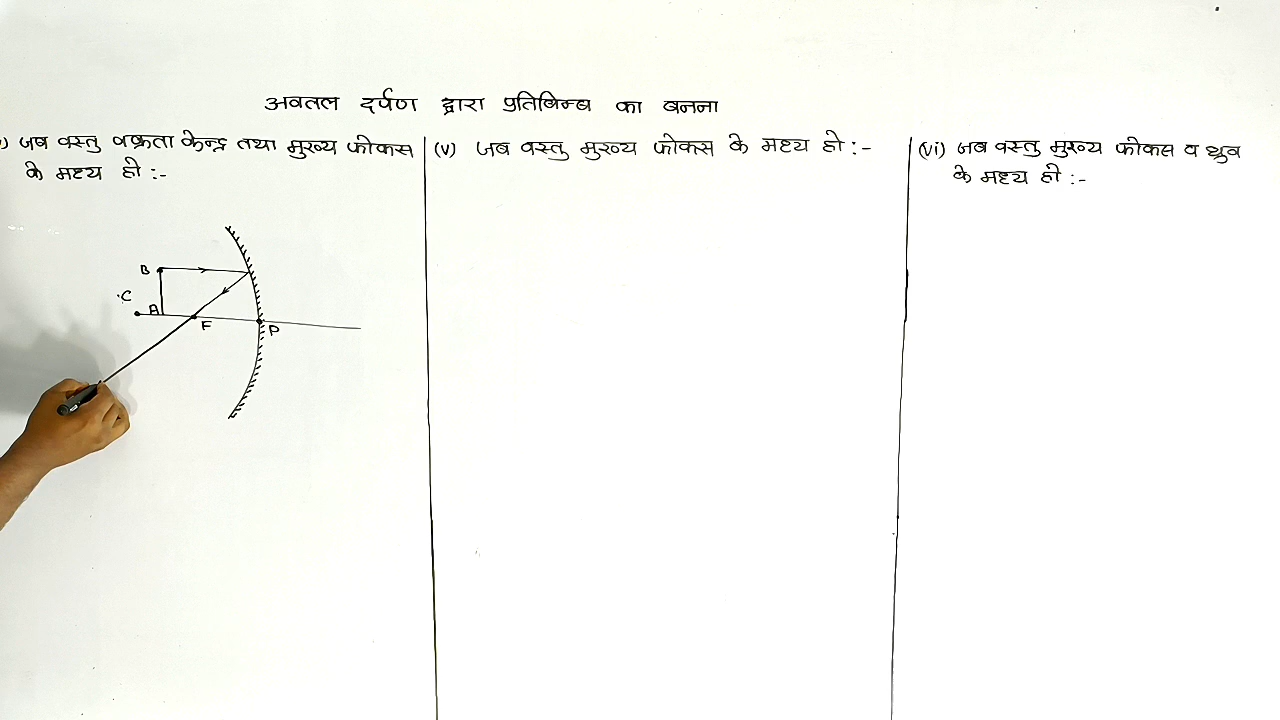 अवतल दर्पण द्वारा प्रतिबिम्ब का बनना
) जब वस्तु वक्रता केन्द्र तथा मुख्य फोकस
के मध्य हो :-
(v) जब वस्तु मुख्य फोकस के मध्य हो :-
(vi) जब वस्तु मुख्य फोकस व ध्रुव
के मध्य हो :-
B
C
A
F
P